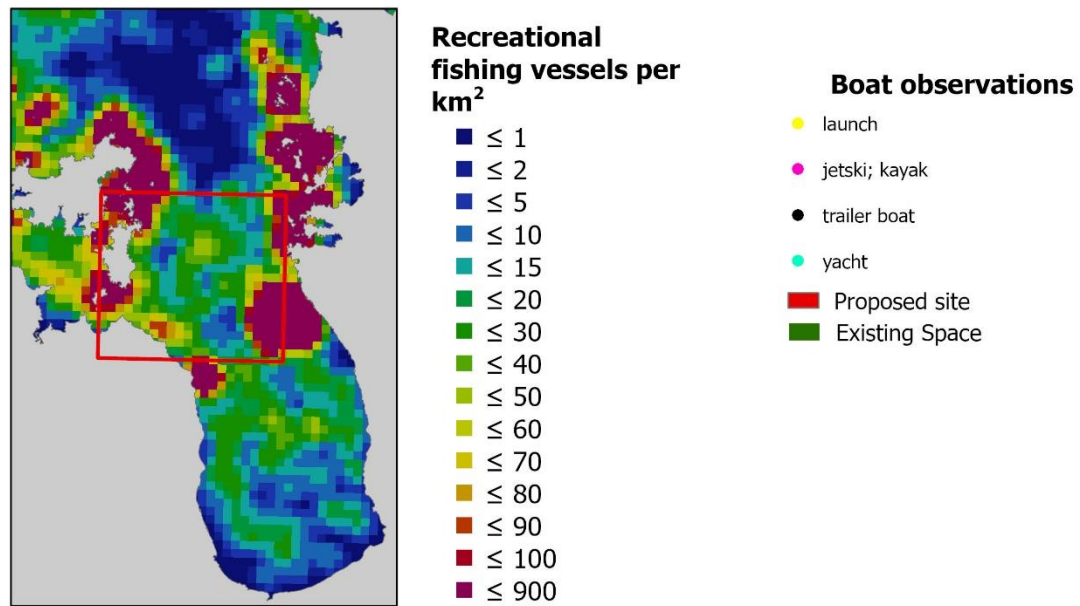 Recreational
fishing vessels per
km²
≤ 1
≤ 2
≤ 5
≤ 10
≤ 15
≤ 20
≤ 30
≤ 40
≤ 50
≤ 60
≤ 70
≤ 80
≤ 90
≤ 100
≤ 900
Boat observations
launch
jetski; kayak
trailer boat
yacht
Proposed site
Existing Space